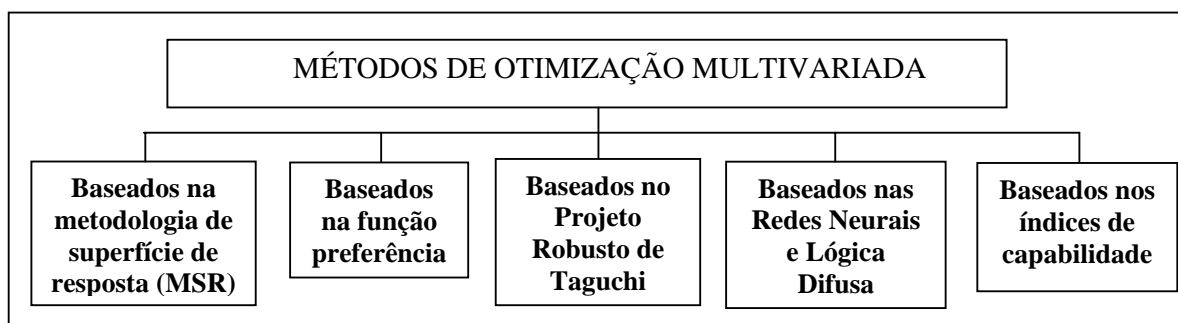 MÉTODOS DE OTIMIZAÇÃO MULTIVARIADA
Baseados na
metodologia de
superfície de
resposta (MSR)
Baseados
na função
preferência
Baseados no
Projeto
Robusto de
Taguchi
Baseados nas
Redes Neurais
e Lógica
Difusa
Baseados nos
índices de
capabilidade